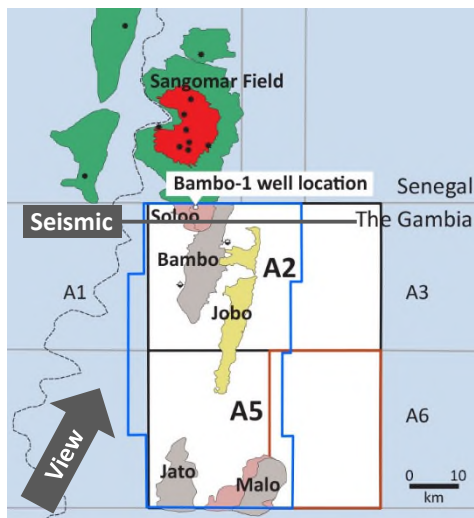 Sangomar Field
Bambo-1 well location
Senegal
Soloo
Seismic
The Gambia
Bambo
A2
A1
A3
Jobo
A5
A6
View
Jato
Malo
0 10
km